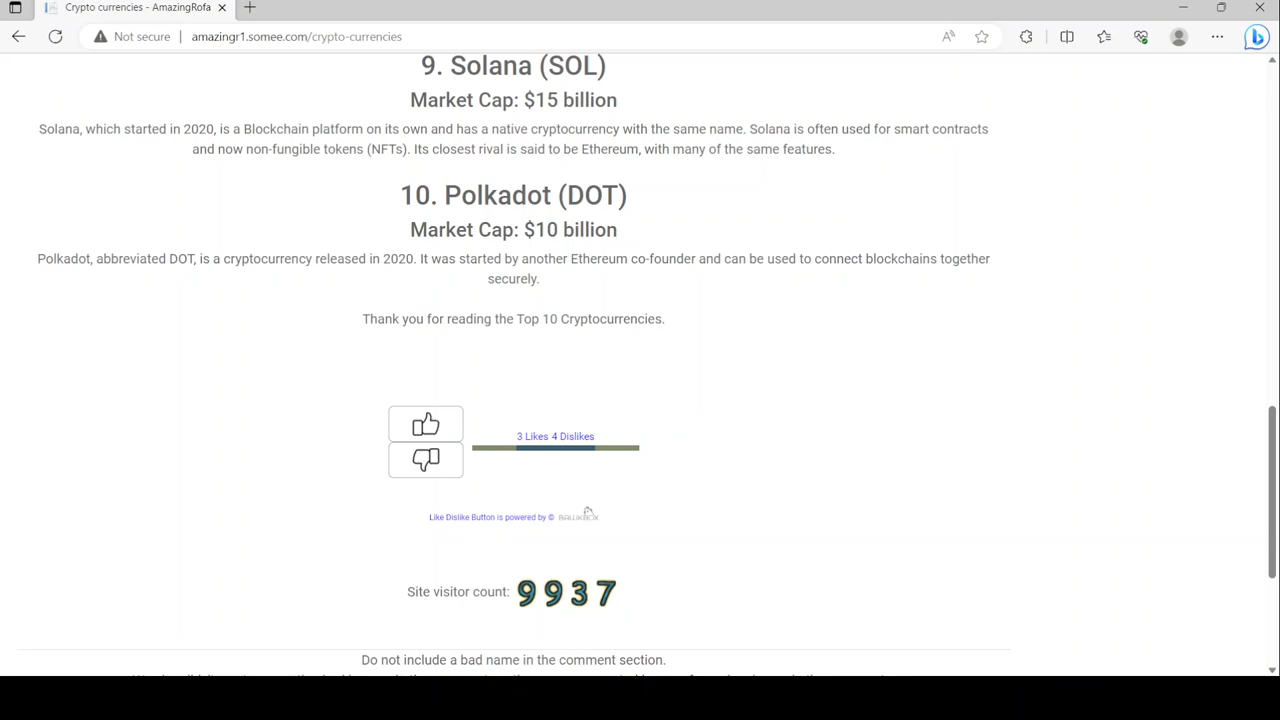 Crypto currencies - AmazingRofa
Not secure
amazingr1.somee.com/crypto-currencies
9. Solana (SOL)
Market Cap: $15 billion
Solana, which started in 2020, is a Blockchain platform on its own and has a native cryptocurrency with the same name. Solana is often used for smart contracts
and now non-fungible tokens (NFTs). Its closest rival is said to be Ethereum, with many of the same features.
10. Polkadot (DOT)
Market Cap: $10 billion
Polkadot, abbreviated DOT, is a cryptocurrency released in 2020. It was started by another Ethereum co-founder and can be used to connect blockchains together
securely.
Thank you for reading the Top 10 Cryptocurrencies.
3 Likes 4 Dislikes
Like Dislike Button is powered by ©
Site visitor count: 9937
Do not include a bad name in the comment section.